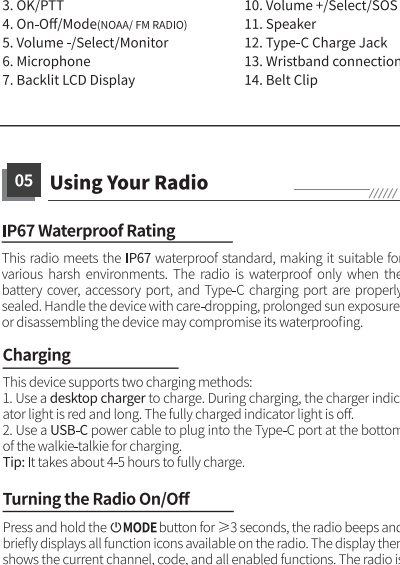 3. OK/PTT
4. On-Off/Mode(NOAA/ FM RADIO)
5. Volume -/Select/Monitor
6. Microphone
7. Backlit LCD Display
10. Volume +/Select/SOS
11. Speaker
12. Type-C Charge Jack
13. Wristband connection
14. Belt Clip
05 Using Your Radio
IP67 Waterproof Rating
This radio meets the IP67 waterproof standard, making it suitable for
various harsh environments. The radio is waterproof only when the
battery cover, accessory port, and Type-C charging port are properly
sealed. Handle the device with care-dropping, prolonged sun exposure
or disassembling the device may compromise its waterproofing.
Charging
This device supports two charging methods:
1. Use a desktop charger to charge. During charging, the charger indic
ator light is red and long. The fully charged indicator light is off.
2. Use a USB-C power cable to plug into the Type-C port at the bottom
of the walkie-talkie for charging.
Tip: It takes about 4-5 hours to fully charge.
Turning the Radio On/Off
Press and hold the ⏻MODE button for ⩾3 seconds, the radio beeps and
briefly displays all function icons available on the radio. The display then
shows the current channel, code, and all enabled functions. The radio is